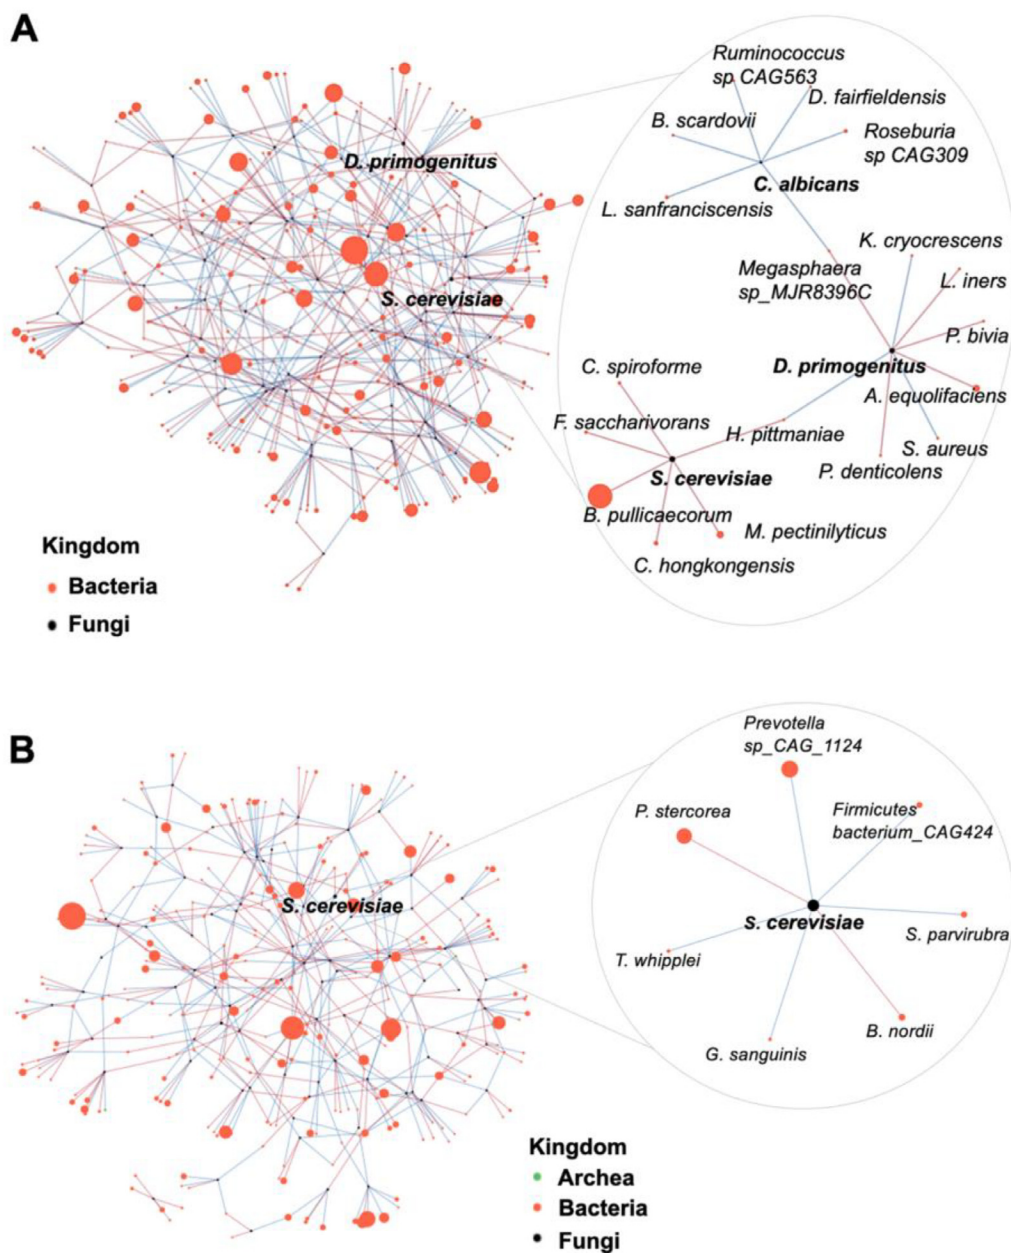 A
D. primogenitus
S. cerevisiae
Kingdom
Bacteria
Fungi
Ruminococcus
sp CAG563
D. fairfieldensis
B. scardovii
Roseburia
sp CAG309
C. albicans
L. sanfranciscensis
K. cryocrescens
Megasphaera
sp_MJR8396C
L. iners
P. bivia
D. primogenitus
C. spiroforme
A. equolifaciens
F. saccharivorans
H. pittmaniae
S. aureus
P. denticolens
S. cerevisiae
B. pullicaecorum
M. pectinilyticus
C. hongkongensis
B
S. cerevisiae
Prevotella
sp_CAG_1124
P. stercorea
Firmicutes
bacterium_CAG424
S. cerevisiae
S. parvirubra
T. whipplei
B. nordii
G. sanguinis
Kingdom
Archea
Bacteria
Fungi